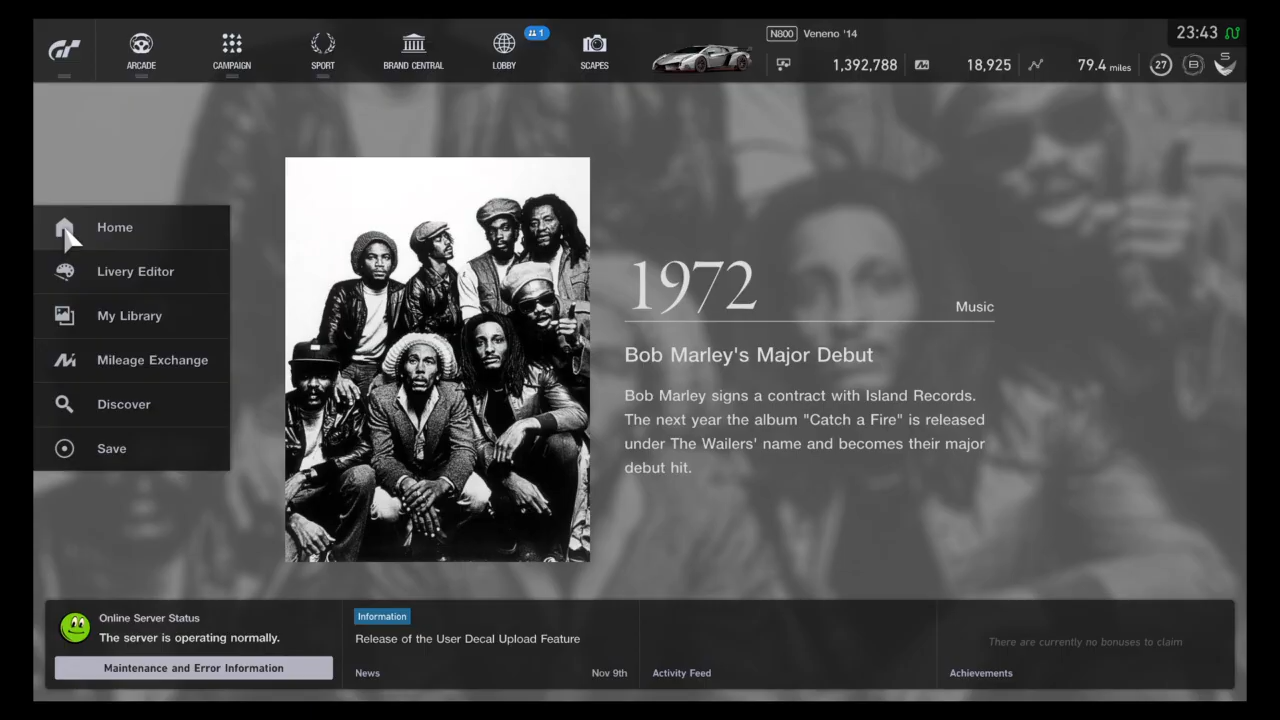 GT
ARCADE
CAMPAIGN
SPORT
BRAND CENTRAL
LOBBY
1
SCAPES
N800 Veneno '14
1,392,788
18,925
79.4 miles
27
B
S
23:43
Home
Livery Editor
My Library
Mileage Exchange
Discover
Save
1972
Music
Bob Marley's Major Debut
Bob Marley signs a contract with Island Records.
The next year the album "Catch a Fire" is released
under The Wailers' name and becomes their major
debut hit.
Online Server Status
The server is operating normally.
Maintenance and Error Information
Information
Release of the User Decal Upload Feature
News
Nov 9th
Activity Feed
There are currently no bonuses to claim
Achievements